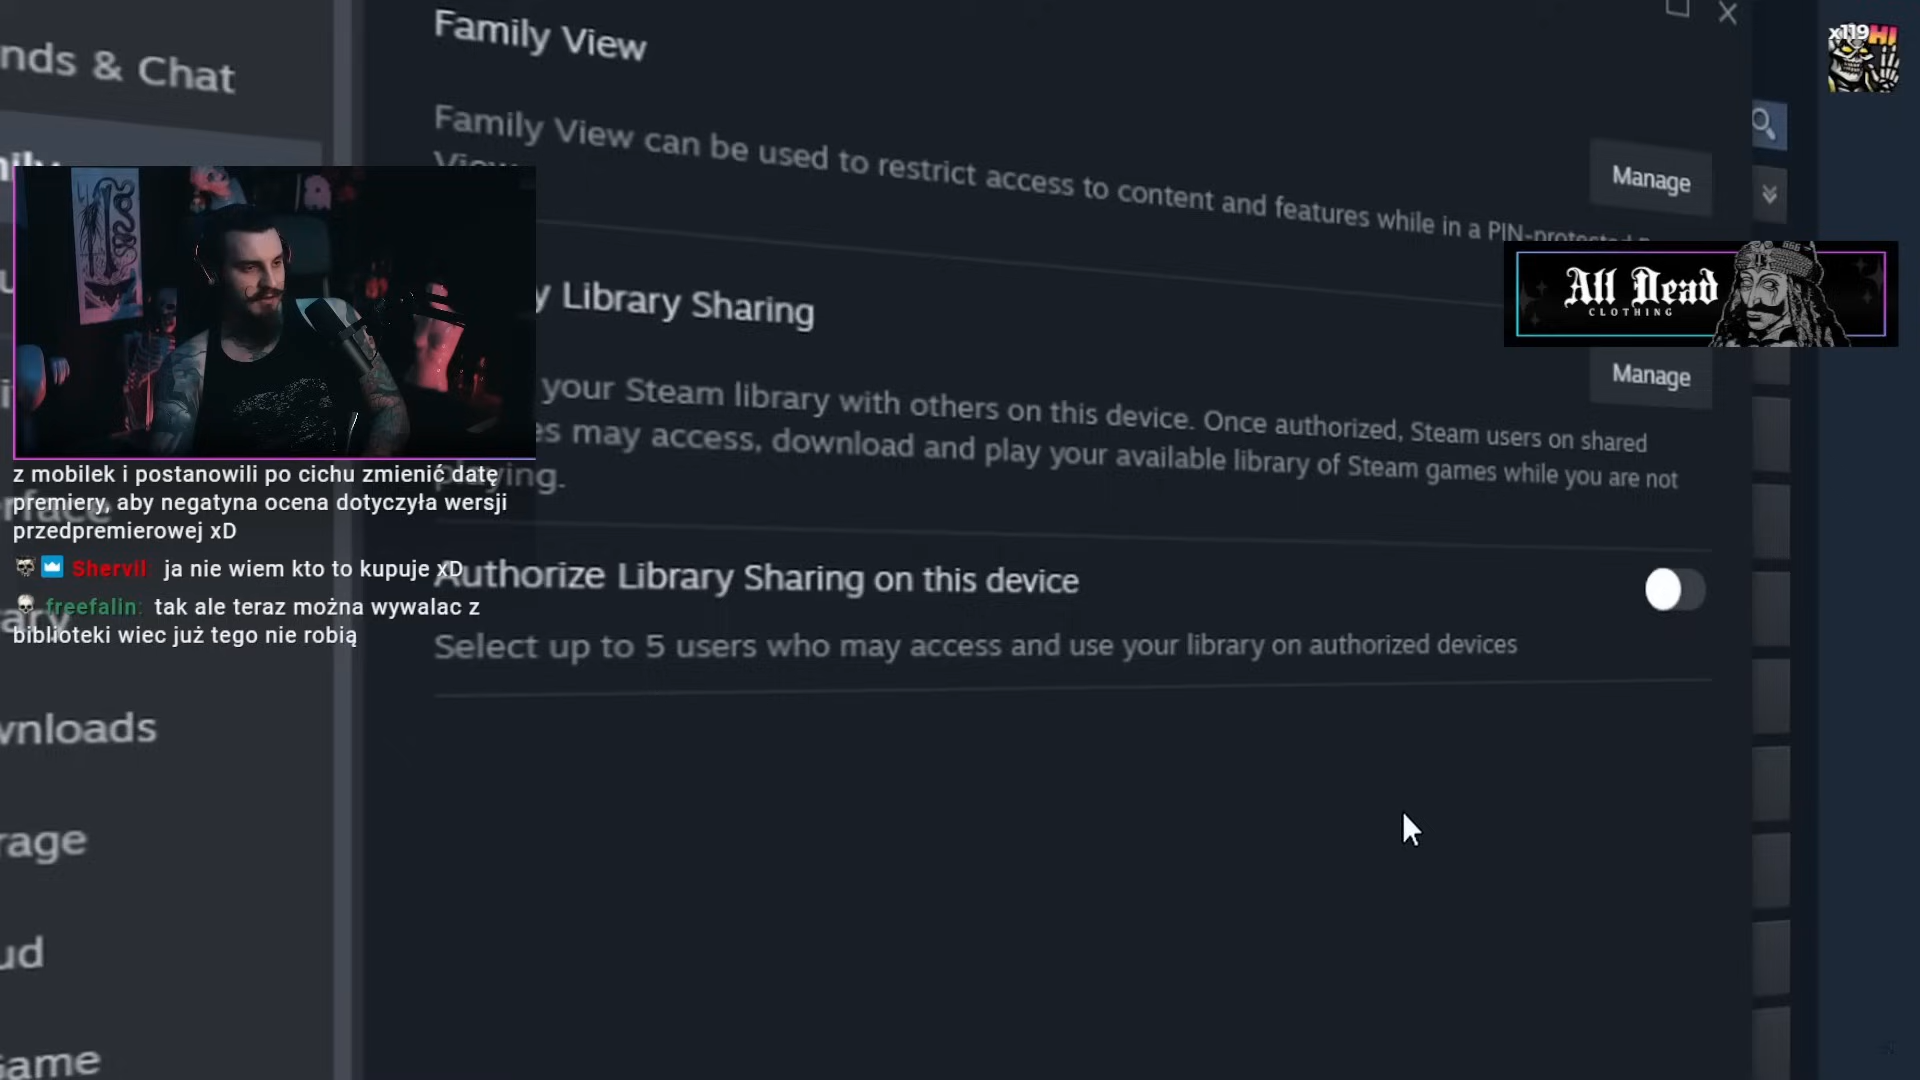 nds & Chat
Family View
x119 HI
Family View can be used to restrict access to content and features while in a PIN-protected
View
Manage
All Dead
CLOTHING
666
y Library Sharing
Manage
your Steam library with others on this device. Once authorized, Steam users on shared
es may access, download and play your available library of Steam games while you are not
playing.
z mobilek i postanowili po cichu zmienić datę
premiery, aby negatyna ocena dotyczyła wersji
przedpremierowej xD
Shervil ja nie wiem kto to kupuje xD
freefalin: tak ale teraz można wywalac z
biblioteki wiec już tego nie robią
Authorize Library Sharing on this device
Select up to 5 users who may access and use your library on authorized devices
wnloads
rage
ud
Game